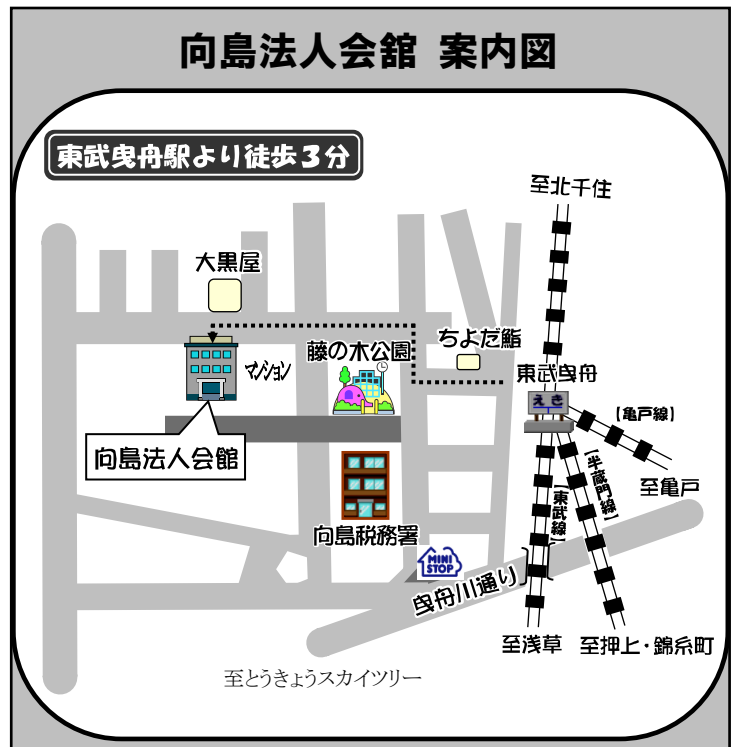 向島法人会舘 案内図
東武曳舟駅より徒歩３分
至北千住
大黒屋
ちよだ鮨
藤の木公園
マンション
東武曳舟
えき
【亀戸線】
向島法人会舘
【半蔵門線】
至亀戸
【東武線】
向島税務署
MINI
STOP
曳舟川通り
至浅草
至押上・錦糸町
至とうきょうスカイツリー